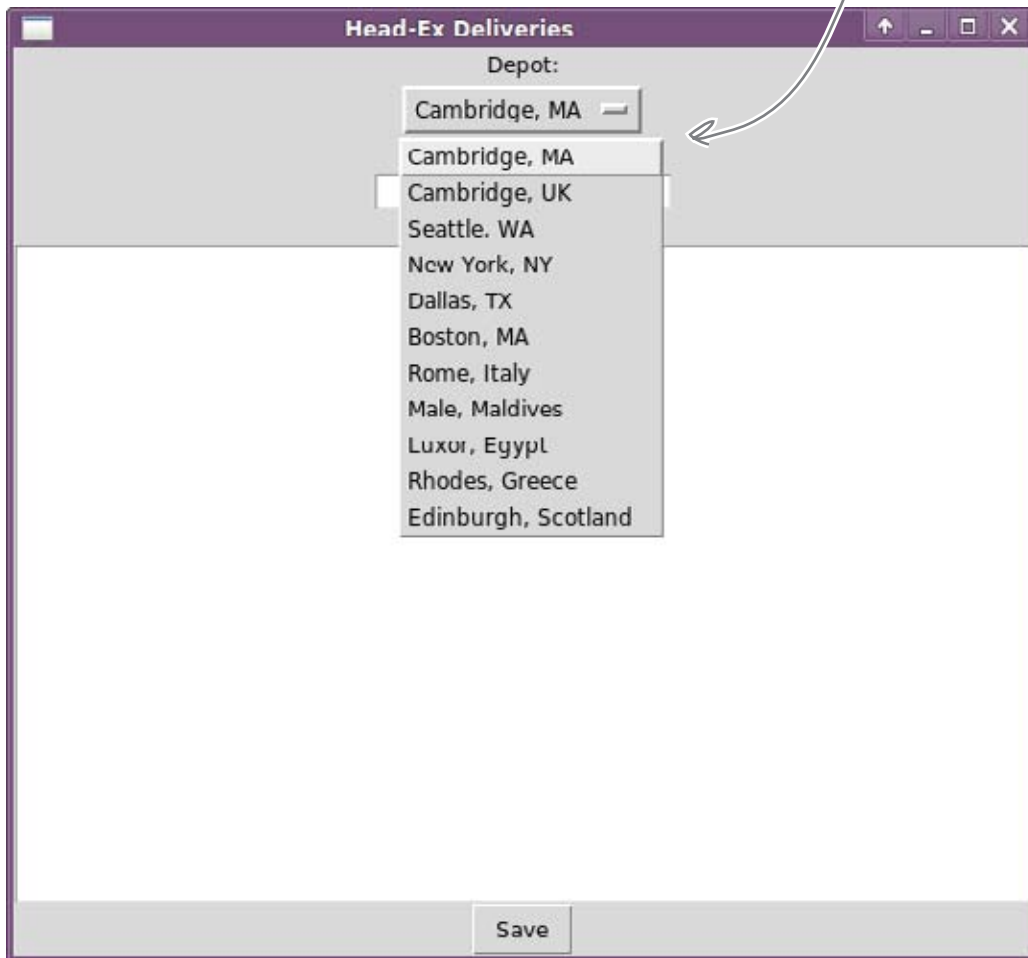 Head-Ex Deliveries
Depot:
Cambridge, MA
Cambridge, MA
Cambridge, UK
Seattle. WA
New York, NY
Dallas, TX
Boston, MA
Rome, Italy
Male, Maldives
Luxor, Egypt
Rhodes, Greece
Edinburgh, Scotland
Save